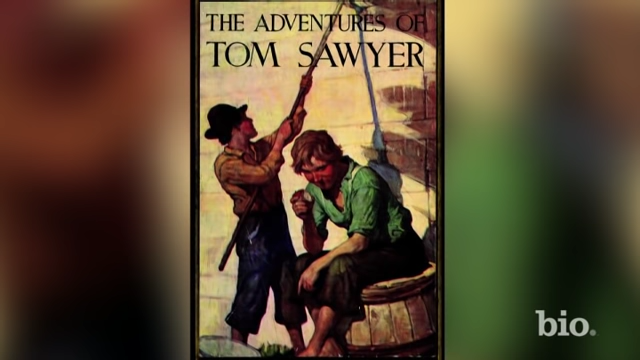 THE ADVENTURES OF
TOM SAWYER
bio.